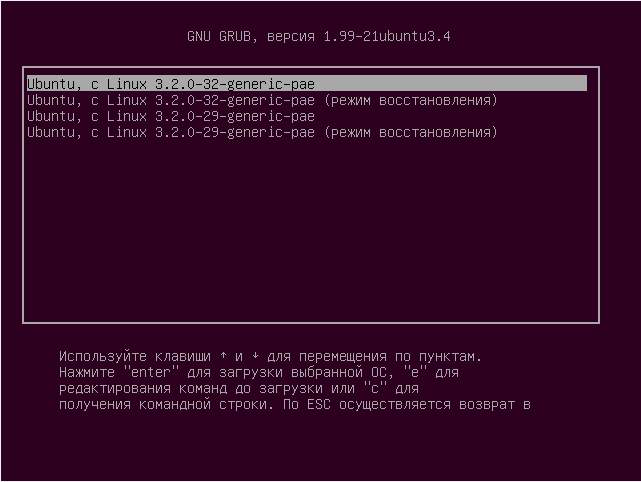 GNU GRUB, версия 1.99-21ubuntu3.4
Ubuntu, с Linux 3.2.0-32-generic-pae
Ubuntu, с Linux 3.2.0-32-generic-pae (режим восстановления)
Ubuntu, с Linux 3.2.0-29-generic-pae
Ubuntu, с Linux 3.2.0-29-generic-pae (режим восстановления)
Используйте клавиши ↑ и ↓ для перемещения по пунктам.
Нажмите "enter" для загрузки выбранной ОС, "e" для
редактирования команд до загрузки или "c" для
получения командной строки. По ESC осуществляется возврат в